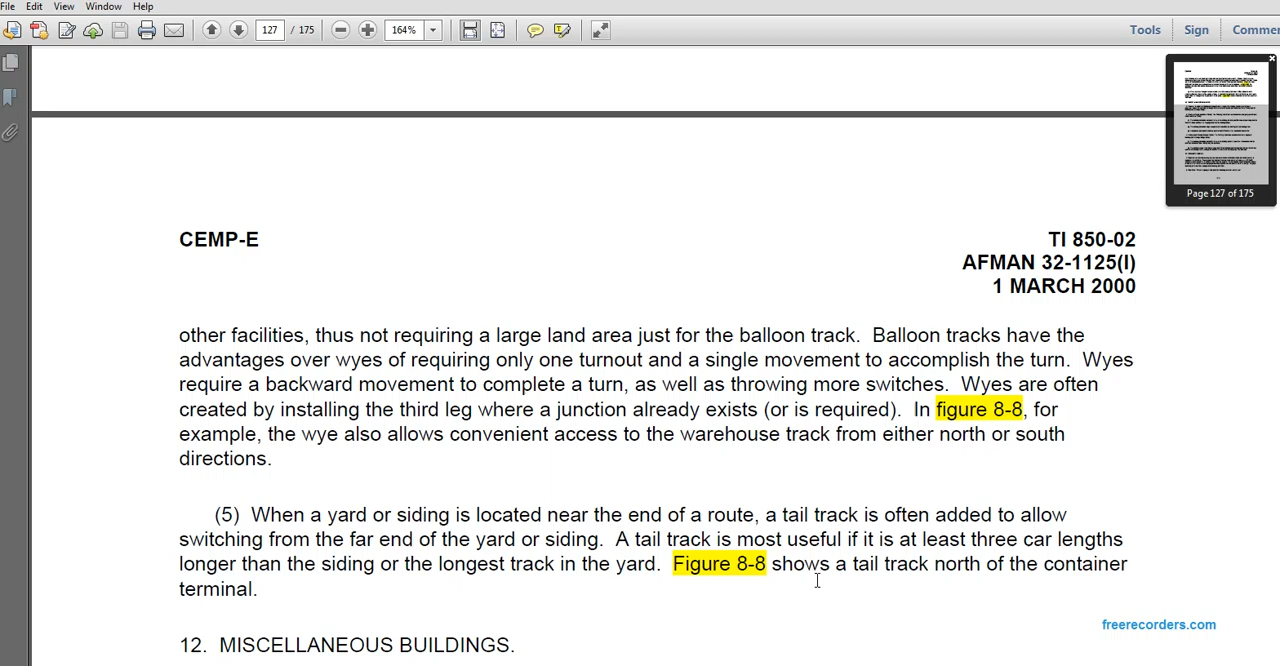 File Edit View Window Help
127 / 175 164% Tools Sign Commen
Page 127 of 175
CEMP-E TI 850-02
AFMAN 32-1125(I)
1 MARCH 2000
other facilities, thus not requiring a large land area just for the balloon track. Balloon tracks have the
advantages over wyes of requiring only one turnout and a single movement to accomplish the turn. Wyes
require a backward movement to complete a turn, as well as throwing more switches. Wyes are often
created by installing the third leg where a junction already exists (or is required). In figure 8-8, for
example, the wye also allows convenient access to the warehouse track from either north or south
directions.
(5) When a yard or siding is located near the end of a route, a tail track is often added to allow
switching from the far end of the yard or siding. A tail track is most useful if it is at least three car lengths
longer than the siding or the longest track in the yard. Figure 8-8 shows a tail track north of the container
terminal.
freerecorders.com
12. MISCELLANEOUS BUILDINGS.